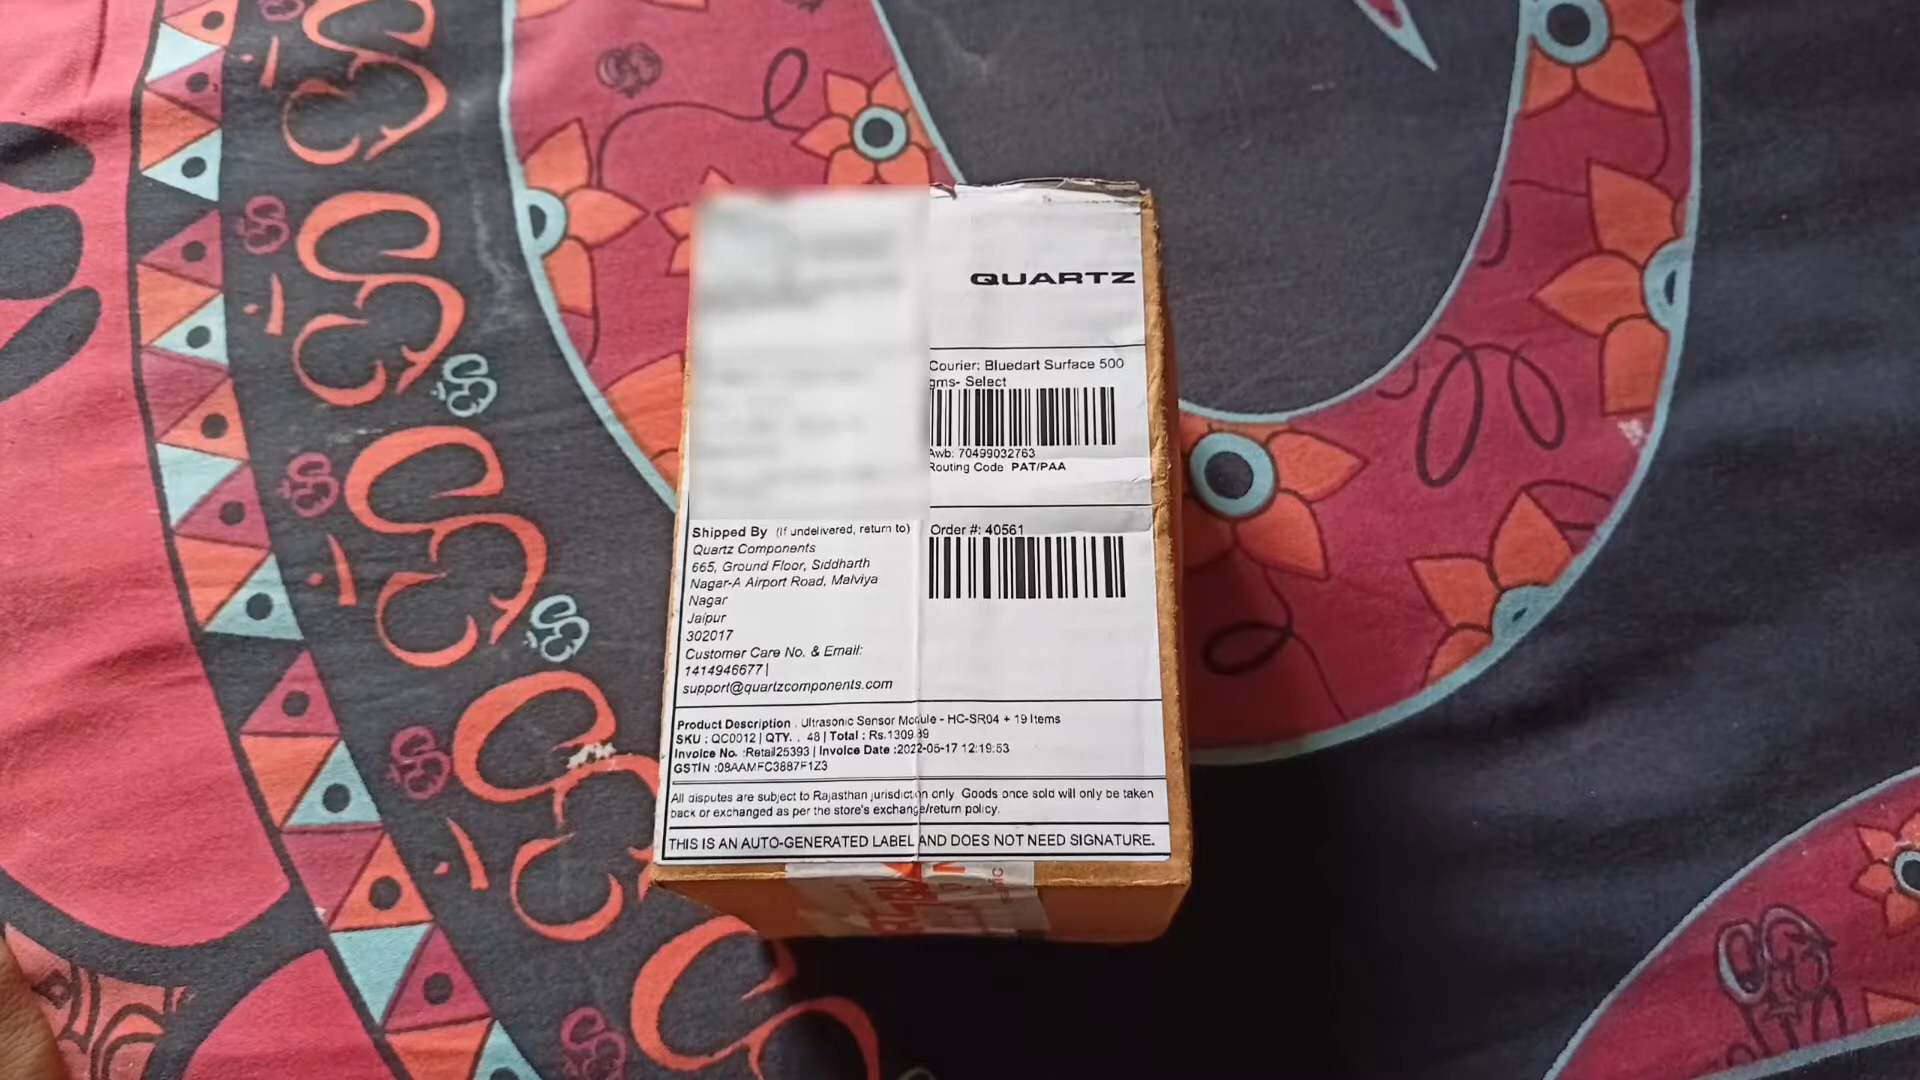 QUARTZ
Courier: Bluedart Surface 500
gms- Select
Awb: 70499032763
Routing Code PAT/PAA
Order #: 40561
Shipped By (If undelivered, return to)
Quartz Components
665, Ground Floor, Siddharth
Nagar-A Airport Road, Malviya
Nagar
Jaipur
302017
Customer Care No. & Email:
1414946677|
support@quartzcomponents.com
Product Description : Ultrasonic Sensor Module - HC-SR04 + 19 Items
SKU : QC0012 | QTY. : 48 | Total : Rs.1309.39
Invoice No. :Retail25393 | Invoice Date :2022-05-17 12:19:53
GSTIN :08AAMFC3887F1Z3
All disputes are subject to Rajasthan jurisdiction only. Goods once sold will only be taken
back or exchanged as per the store's exchange/return policy.
THIS IS AN AUTO-GENERATED LABEL AND DOES NOT NEED SIGNATURE.